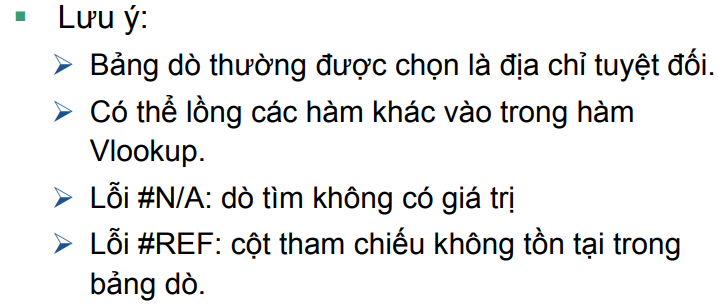 Lưu ý:
Bảng dò thường được chọn là địa chỉ tuyệt đối.
Có thể lồng các hàm khác vào trong hàm
Vlookup.
Lỗi #N/A: dò tìm không có giá trị
Lỗi #REF: cột tham chiếu không tồn tại trong
bảng dò.